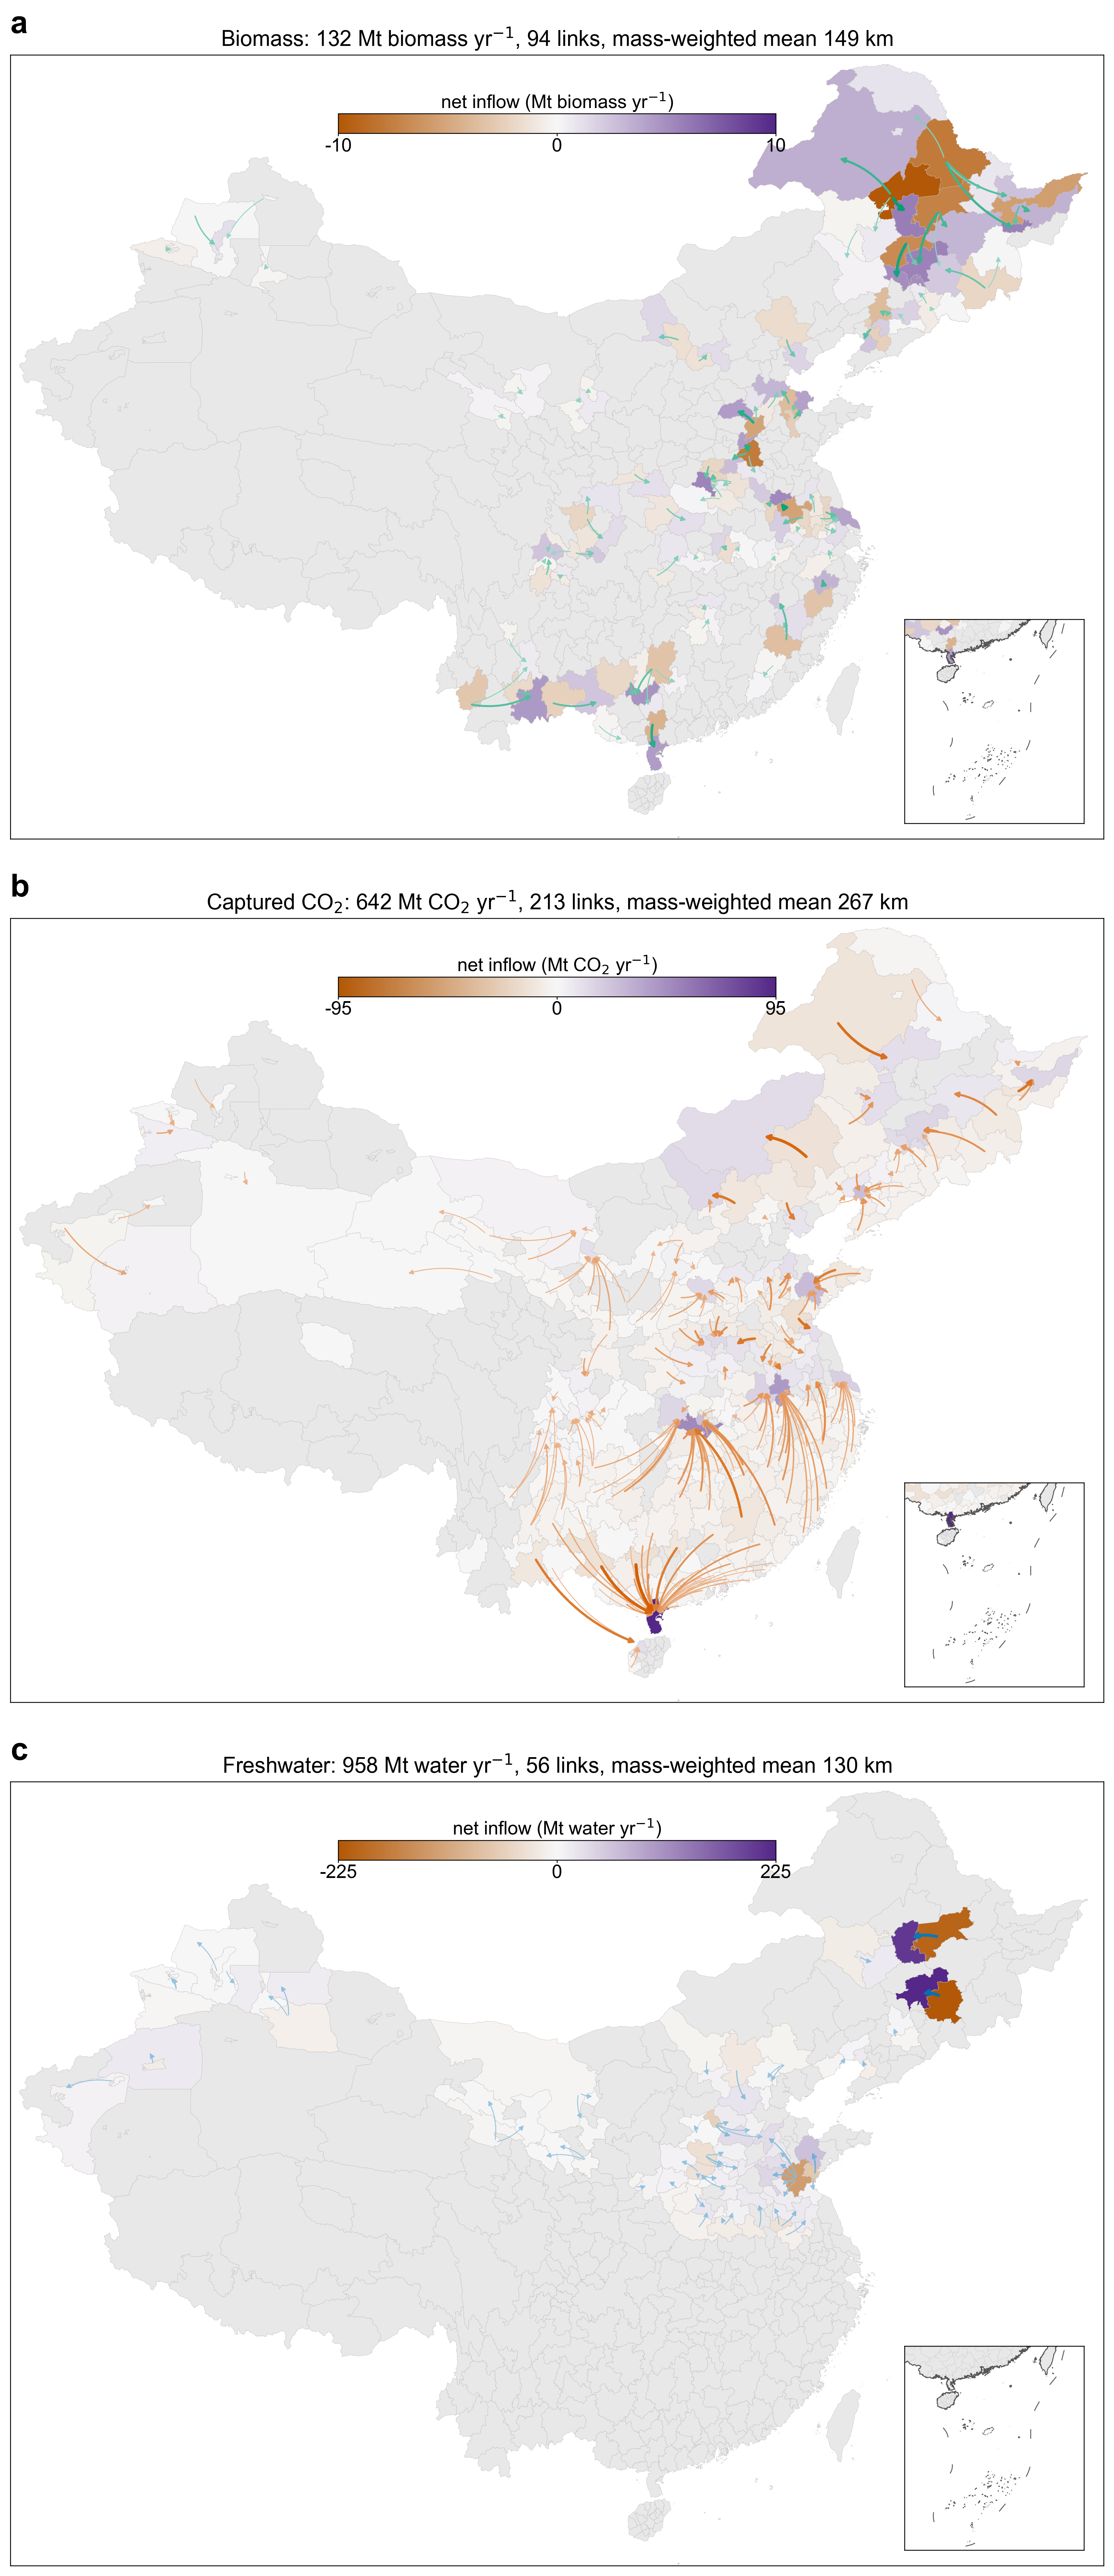 a
Biomass: 132 Mt biomass yr⁻¹, 94 links, mass-weighted mean 149 km
net inflow (Mt biomass yr⁻¹)
-10 0 10
b
Captured CO₂: 642 Mt CO₂ yr⁻¹, 213 links, mass-weighted mean 267 km
net inflow (Mt CO₂ yr⁻¹)
-95 0 95
c
Freshwater: 958 Mt water yr⁻¹, 56 links, mass-weighted mean 130 km
net inflow (Mt water yr⁻¹)
-225 0 225